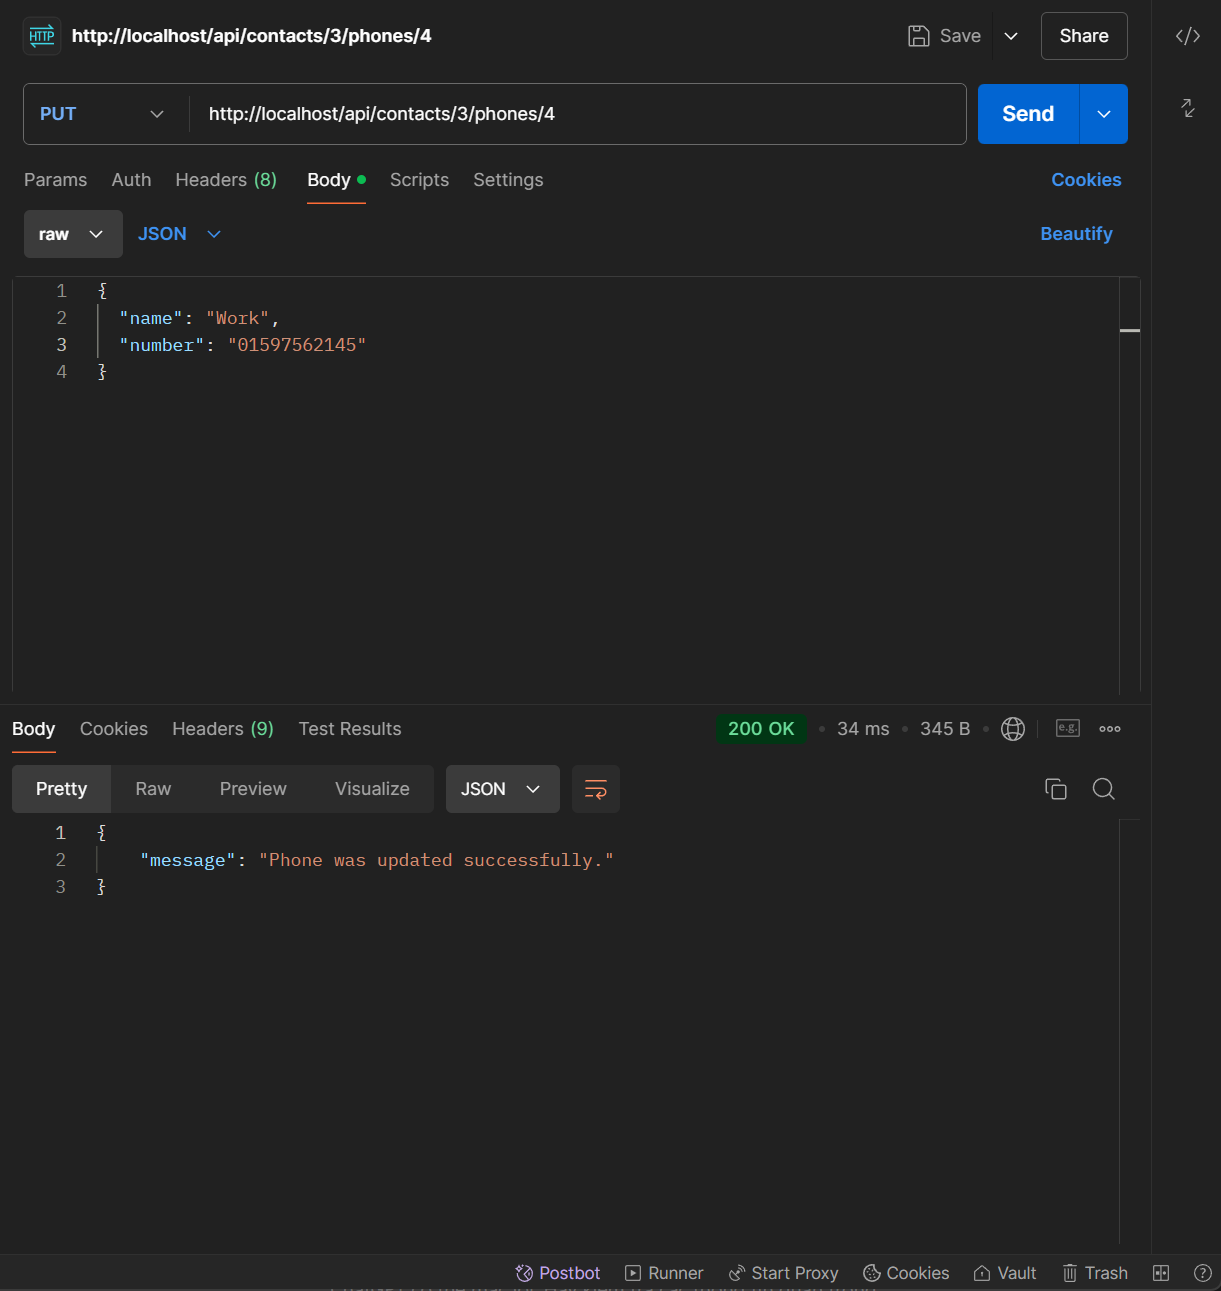 HTTP http://localhost/api/contacts/3/phones/4 Save Share
PUT http://localhost/api/contacts/3/phones/4 Send
Params Auth Headers (8) Body Scripts Settings Cookies
raw JSON Beautify
1 {
2 "name": "Work",
3 "number": "01597562145"
4 }
Body Cookies Headers (9) Test Results 200 OK • 34 ms • 345 B • e.g.
Pretty Raw Preview Visualize JSON
1 {
2 "message": "Phone was updated successfully."
3 }
Postbot Runner Start Proxy Cookies Vault Trash ?